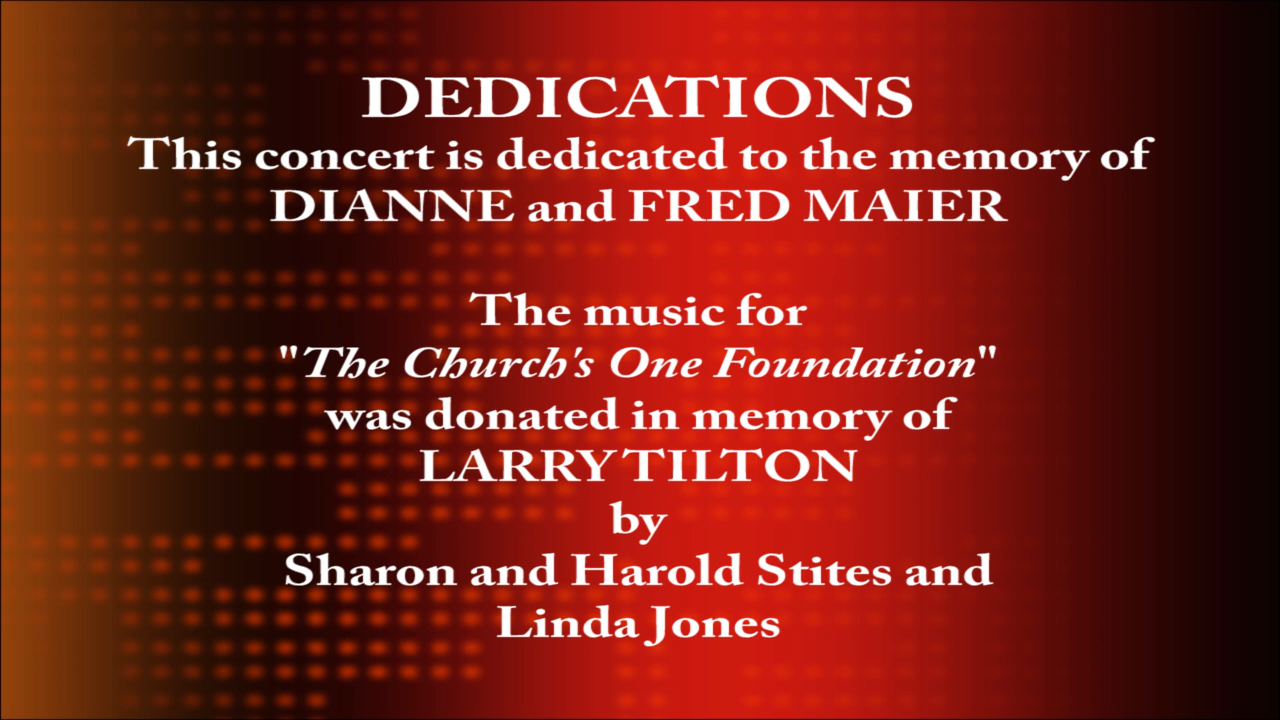 DEDICATIONS
This concert is dedicated to the memory of
DIANNE and FRED MAIER
The music for
"The Church's One Foundation"
was donated in memory of
LARRY TILTON
by
Sharon and Harold Stites and
Linda Jones